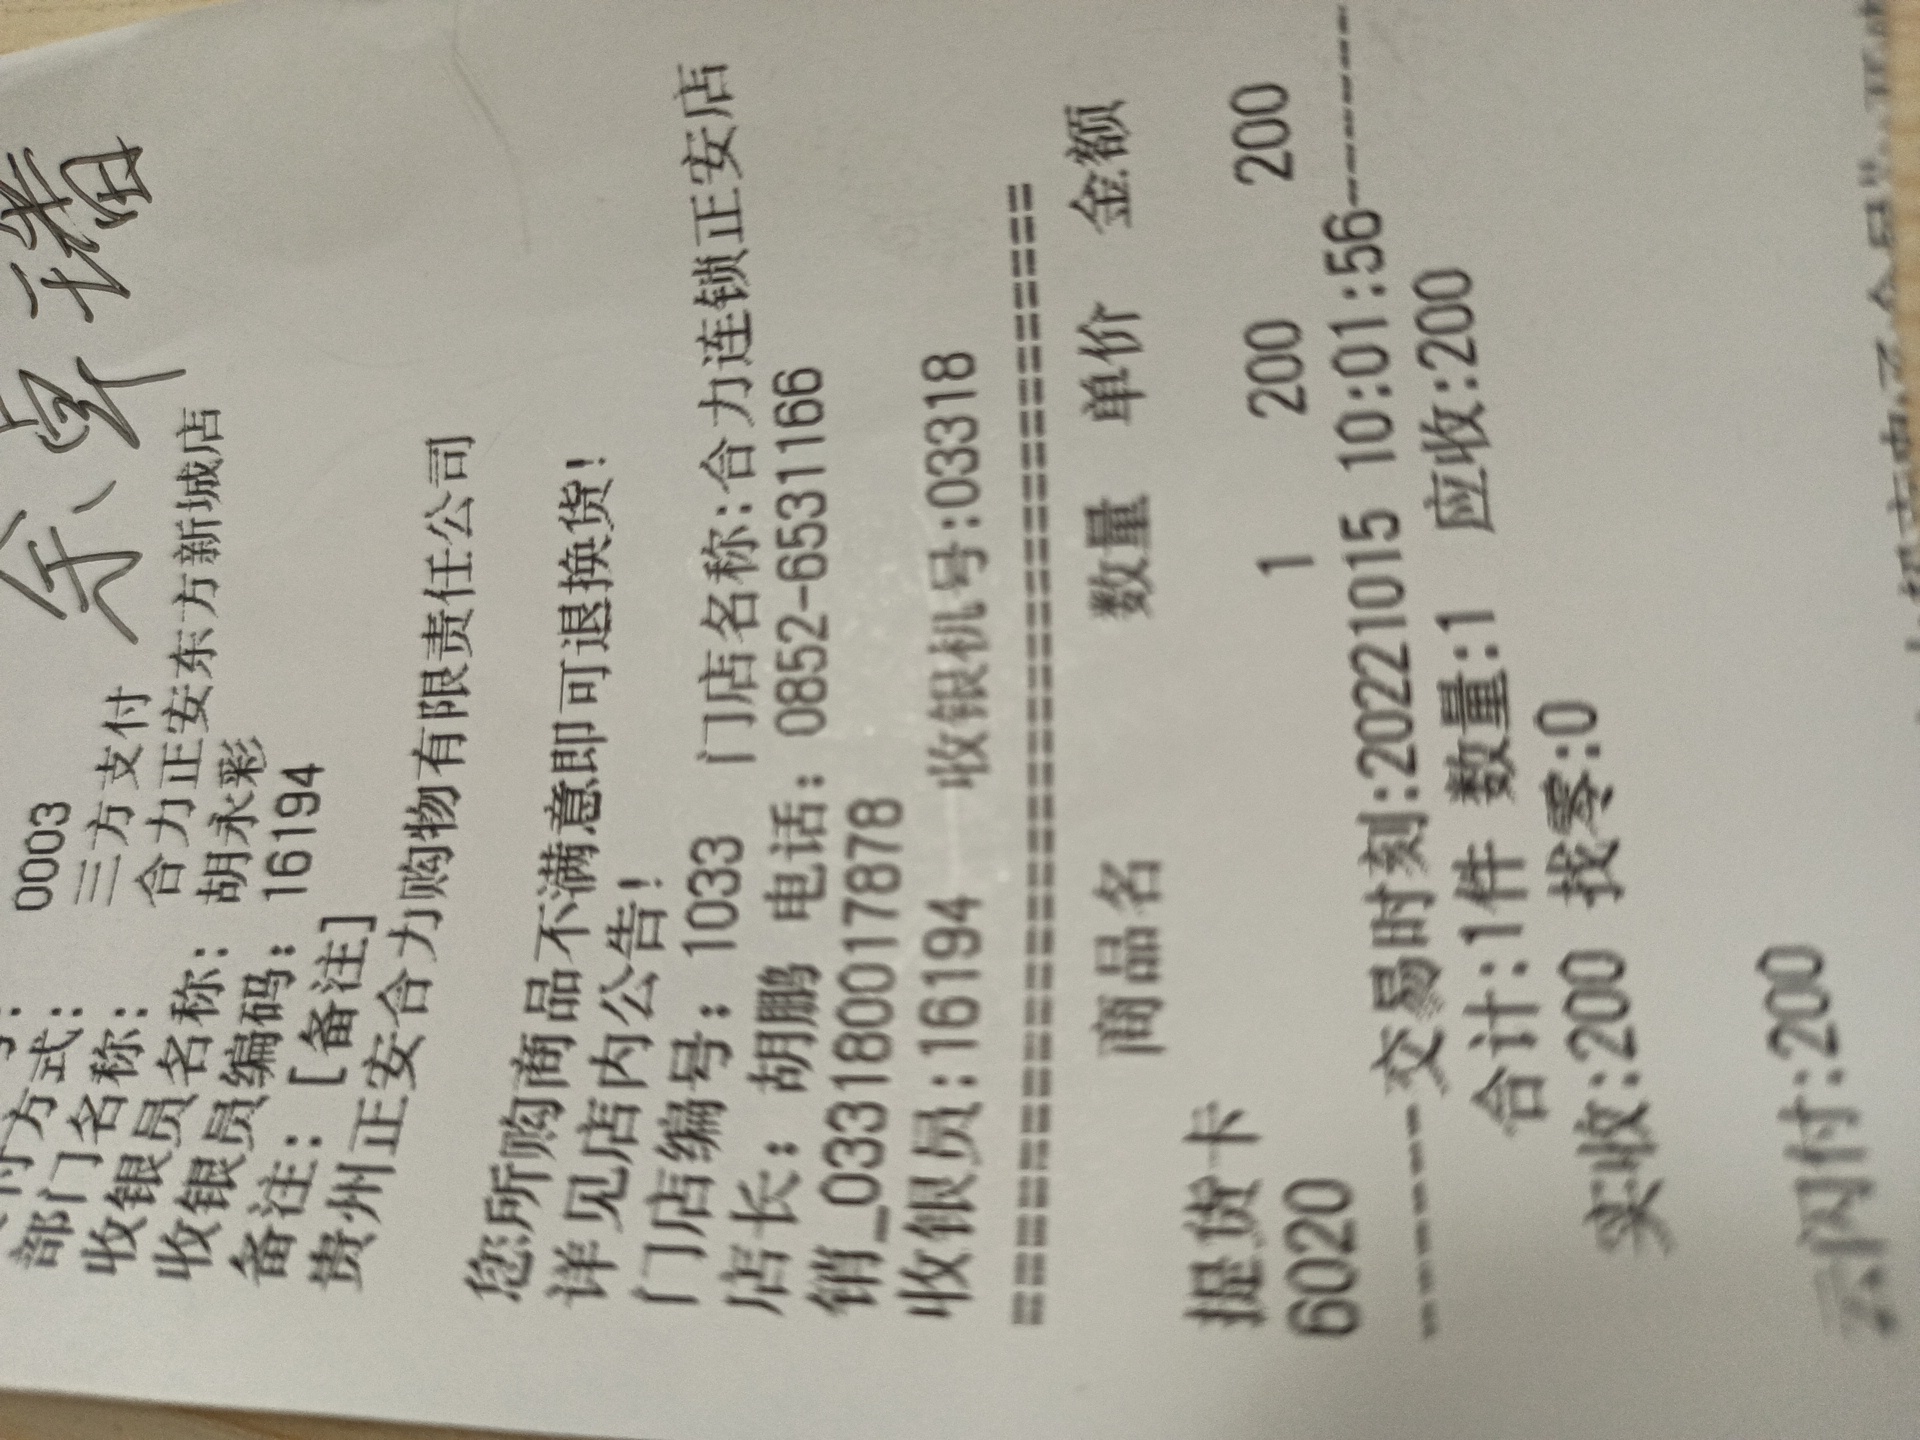 0003
付方式： 三方支付
部门名称： 合力正安东方新城店
收银员名称： 胡永彩
收银员编码： 16194
备注： [备注]
贵州正安合力购物有限责任公司
您所购商品不满意即可退换货！
详见店内公告！
门店编号： 1033 门店名称：合力连锁正安店
店长： 胡鹏 电话： 0852-6531166
销_0331800178​78
收银员:16194 收银机号:03318
商品名 数量 单价 金额
提货卡
6020 1 200 200
--------交易时刻:20221015 10:01:56--------
合计:1件 数量:1 应收:200
实收:200 找零:0
云闪付:200